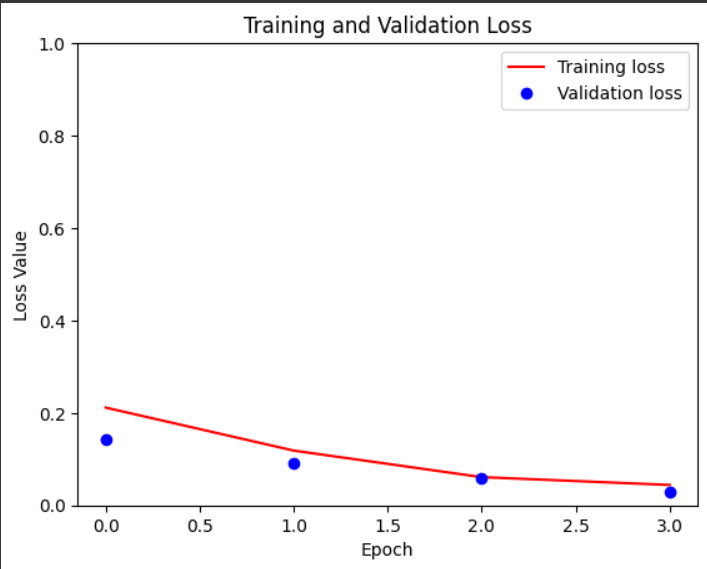 Training and Validation Loss
Training loss
Validation loss
Loss Value
1.0
0.8
0.6
0.4
0.2
0.0
0.0 0.5 1.0 1.5 2.0 2.5 3.0
Epoch